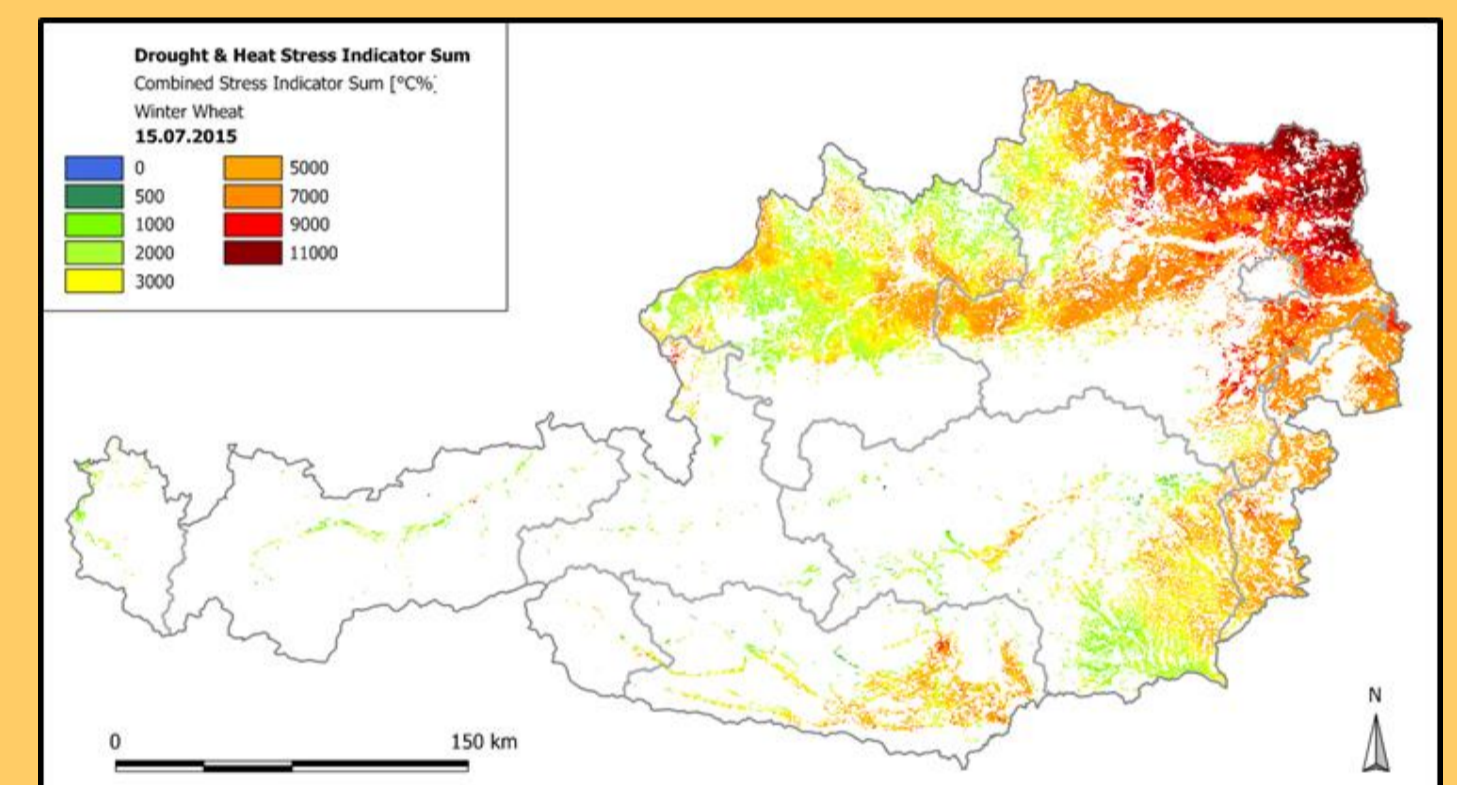 Drought & Heat Stress Indicator Sum
Combined Stress Indicator Sum [°C%]
Winter Wheat
15.07.2015
0 5000
500 7000
1000 9000
2000 11000
3000
N
0 150 km